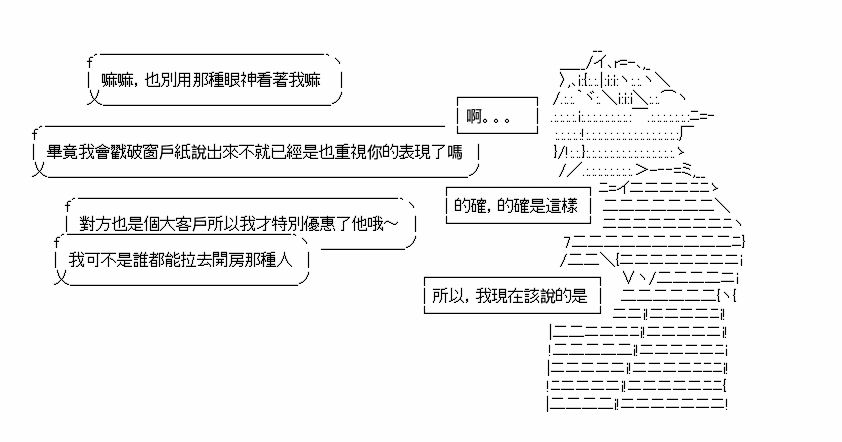 嘛嘛，也別用那種眼神看著我嘛
啊。。。
畢竟我會戳破窗戶紙說出來不就已經是也重視你的表現了嗎
的確，的確是這樣
對方也是個大客戶所以我才特別優惠了他哦～
我可不是誰都能拉去開房那種人
所以，我現在該說的是